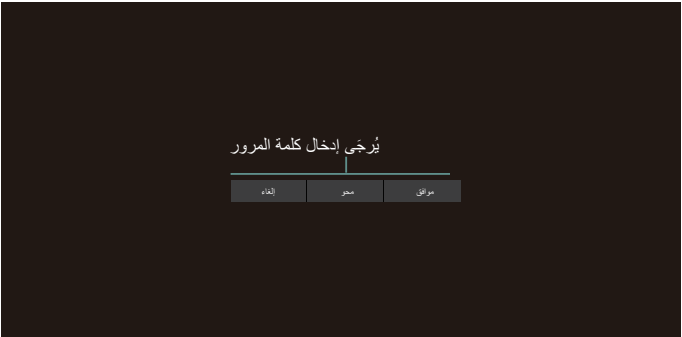 يُرجَى إدخال كلمة المرور
موافق محو إلغاء